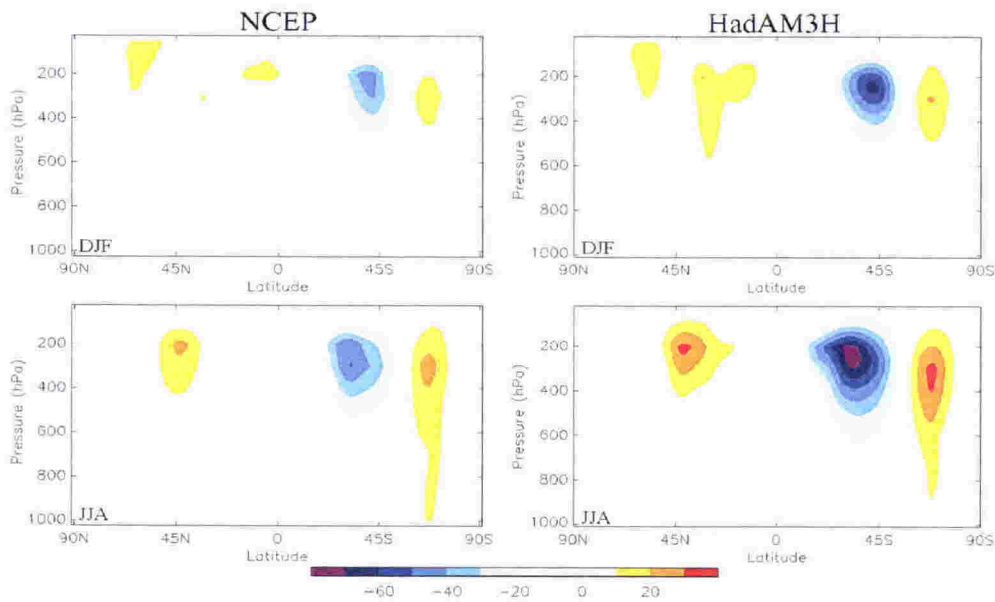 NCEP
HadAM3H
Pressure (hPa)
200
400
600
800
1000
DJF
90N 45N 0 45S 90S
Latitude
Pressure (hPa)
200
400
600
800
1000
DJF
90N 45N 0 45S 90S
Latitude
Pressure (hPa)
200
400
600
800
1000
JJA
90N 45N 0 45S 90S
Latitude
Pressure (hPa)
200
400
600
800
1000
JJA
90N 45N 0 45S 90S
Latitude
−60 −40 −20 0 20